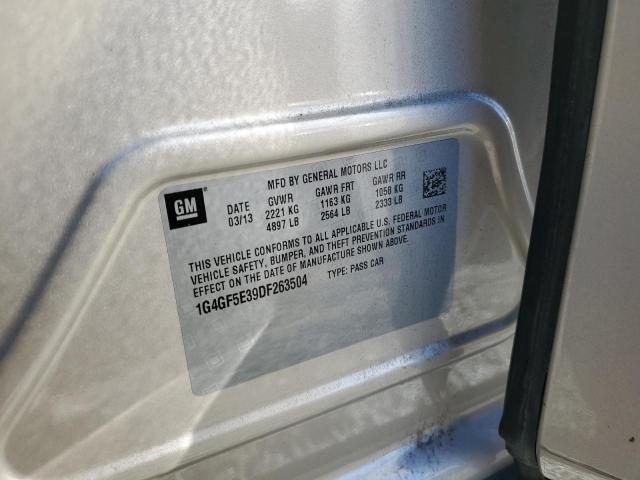 MFD BY GENERAL MOTORS LLC
GM DATE GVWR GAWR FRT GAWR RR
03/13 2221 KG 1163 KG 1058 KG
4897 LB 2564 LB 2333 LB
THIS VEHICLE CONFORMS TO ALL APPLICABLE U.S. FEDERAL MOTOR
VEHICLE SAFETY, BUMPER, AND THEFT PREVENTION STANDARDS IN
EFFECT ON THE DATE OF MANUFACTURE SHOWN ABOVE.
1G4GF5E39DF263504 TYPE: PASS CAR